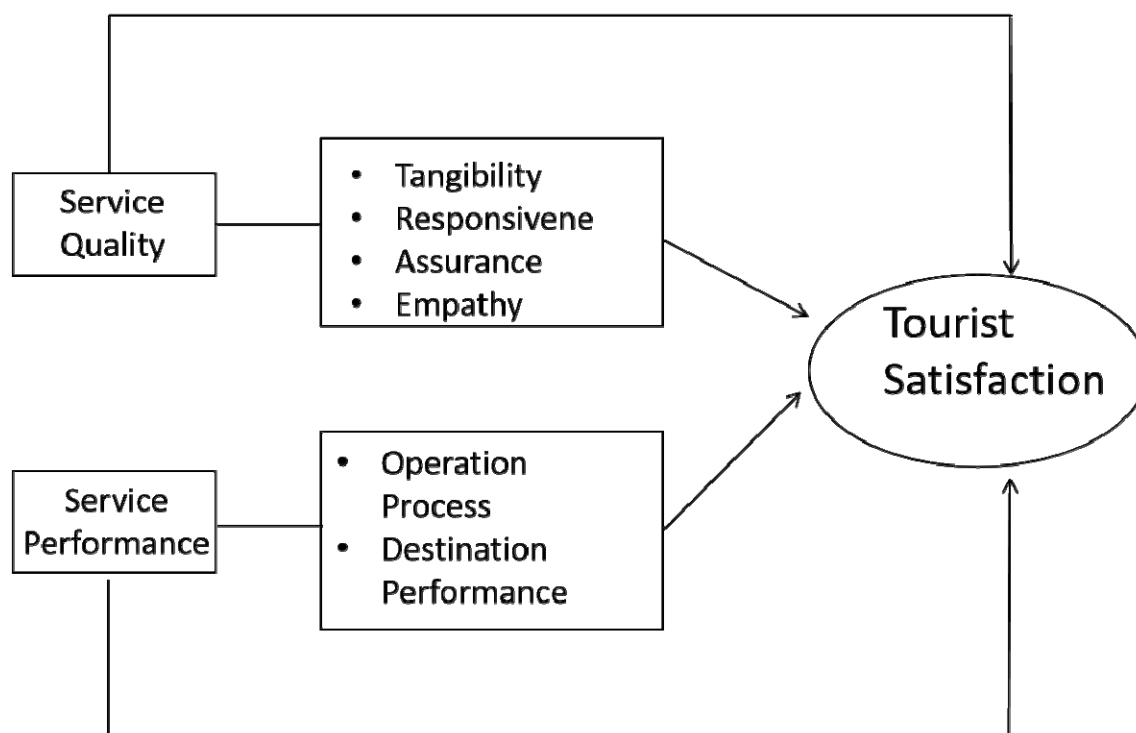 Service
Quality
• Tangibility
• Responsivene
• Assurance
• Empathy
Tourist
Satisfaction
Service
Performance
• Operation
Process
• Destination
Performance